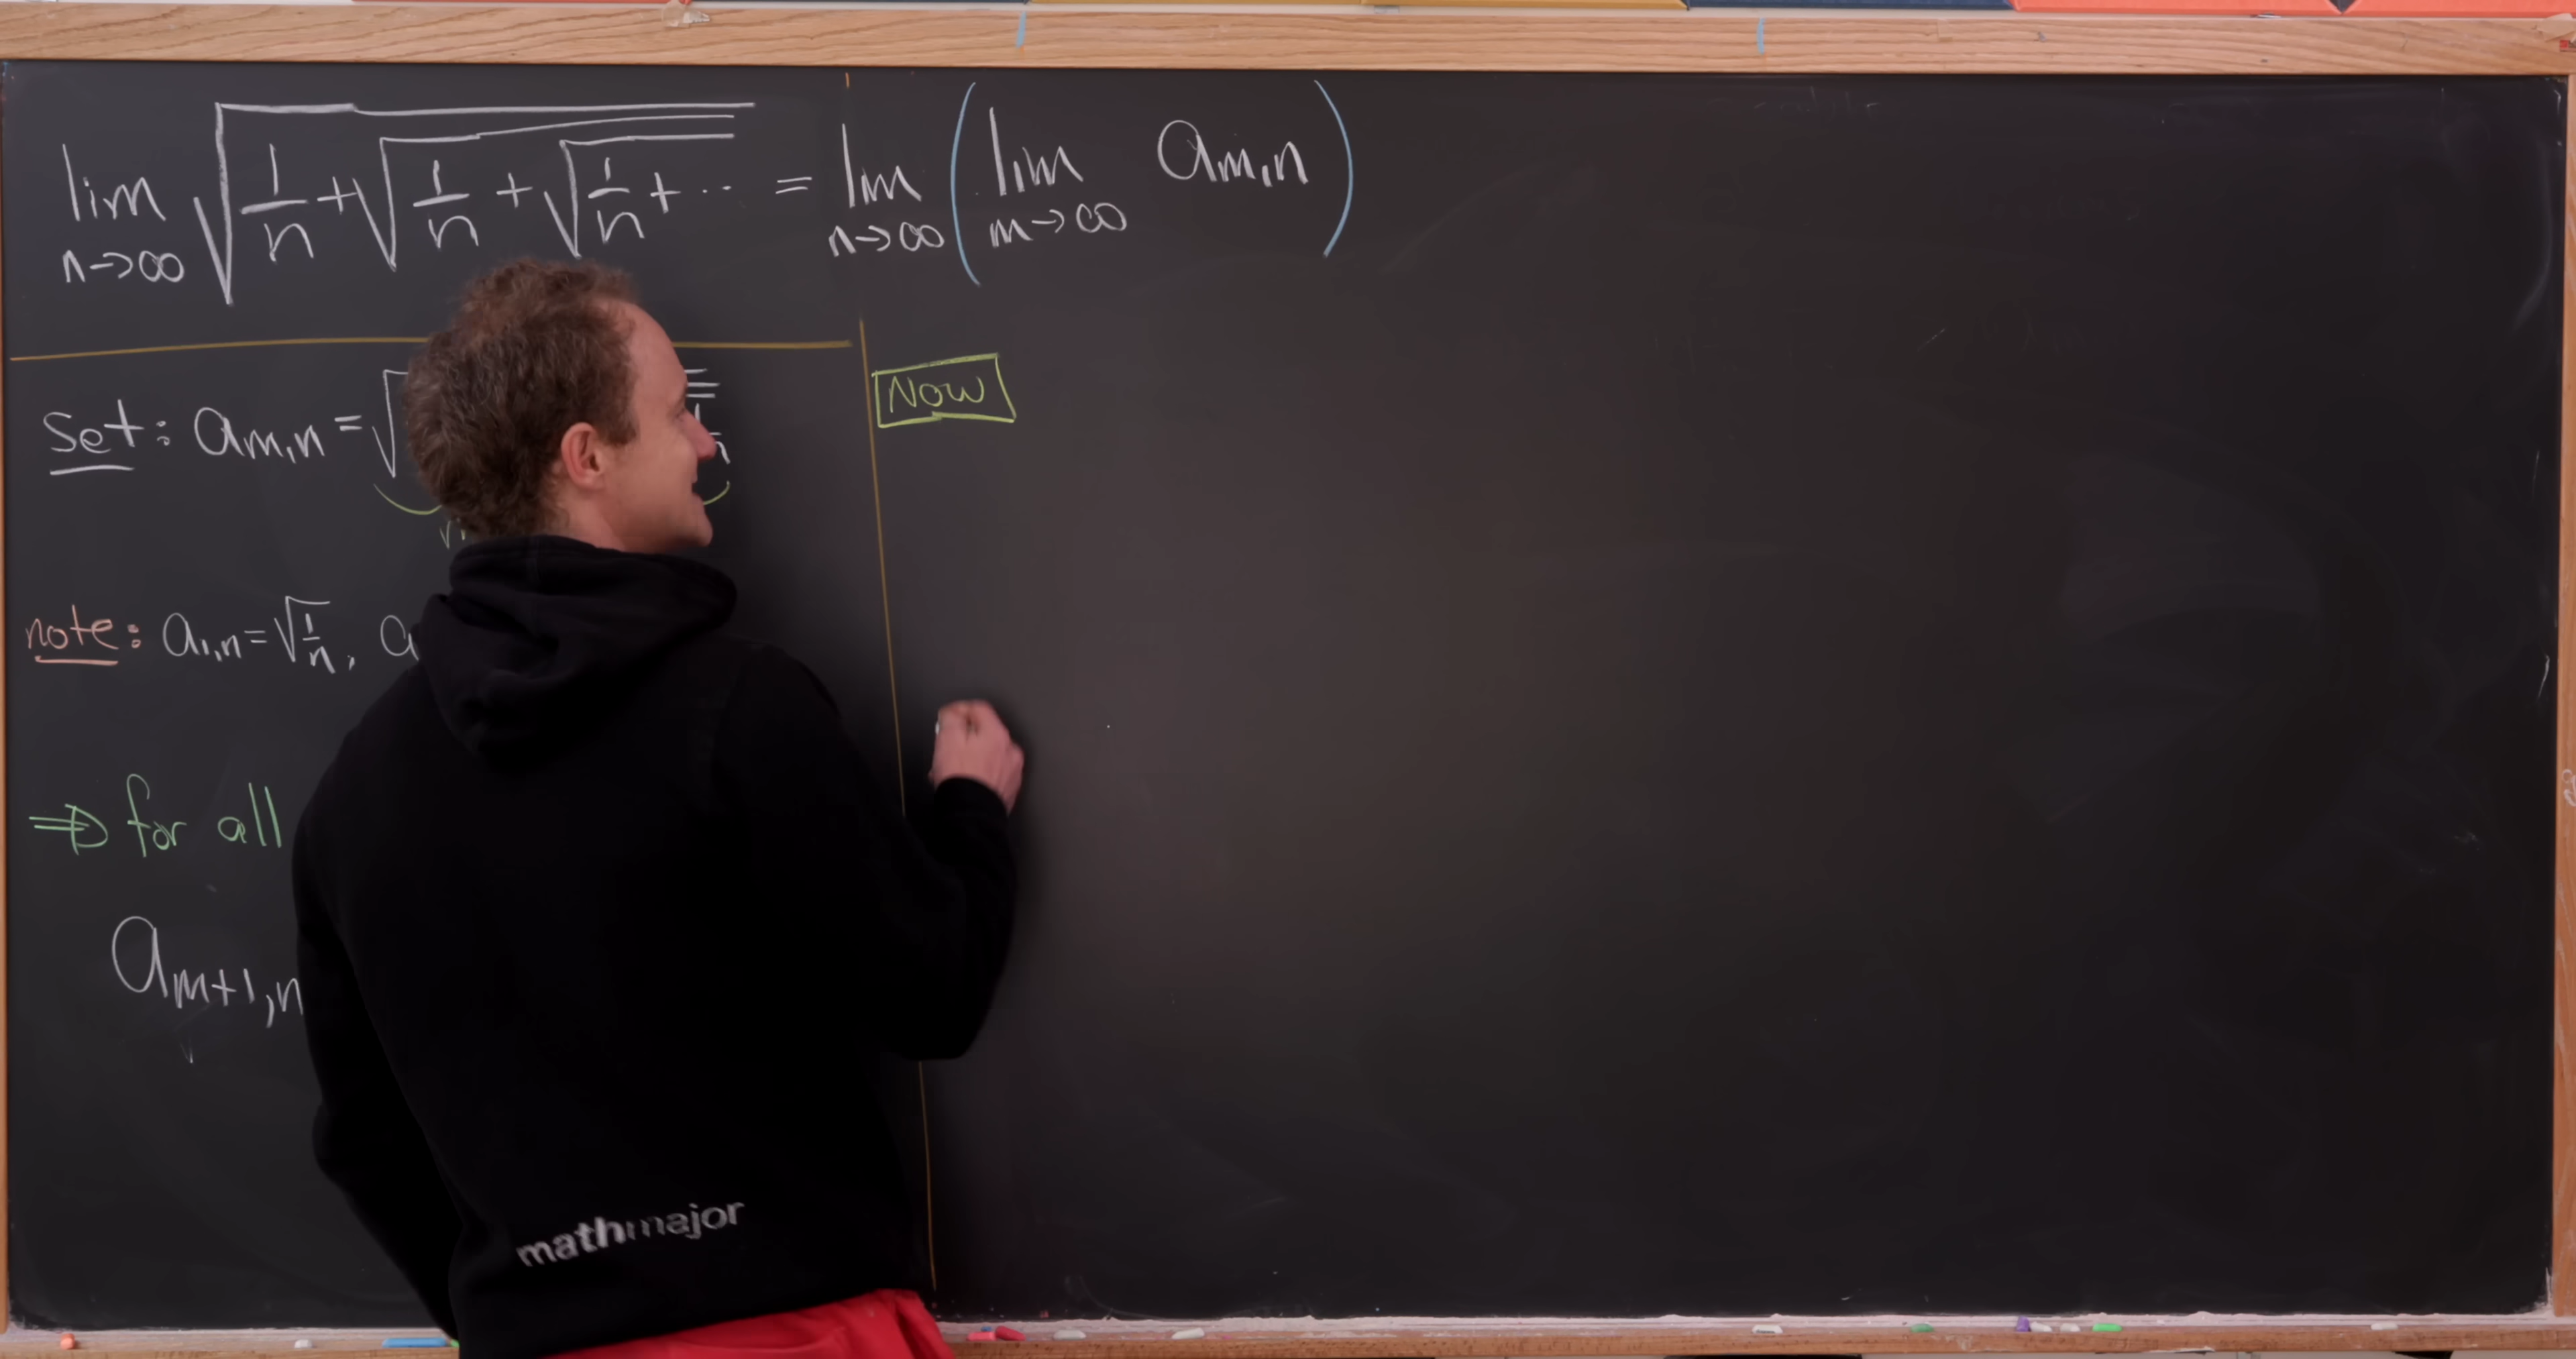 lim n→∞ √(1/n + √(1/n + √(1/n + ⋯ = lim n→∞ ( lim m→∞ a_{m,n} )
Set: a_{m,n} = √
note: a_{1,n} = √(1/n), a
⇒ for all
a_{m+1,n}
NOW
mathmajor